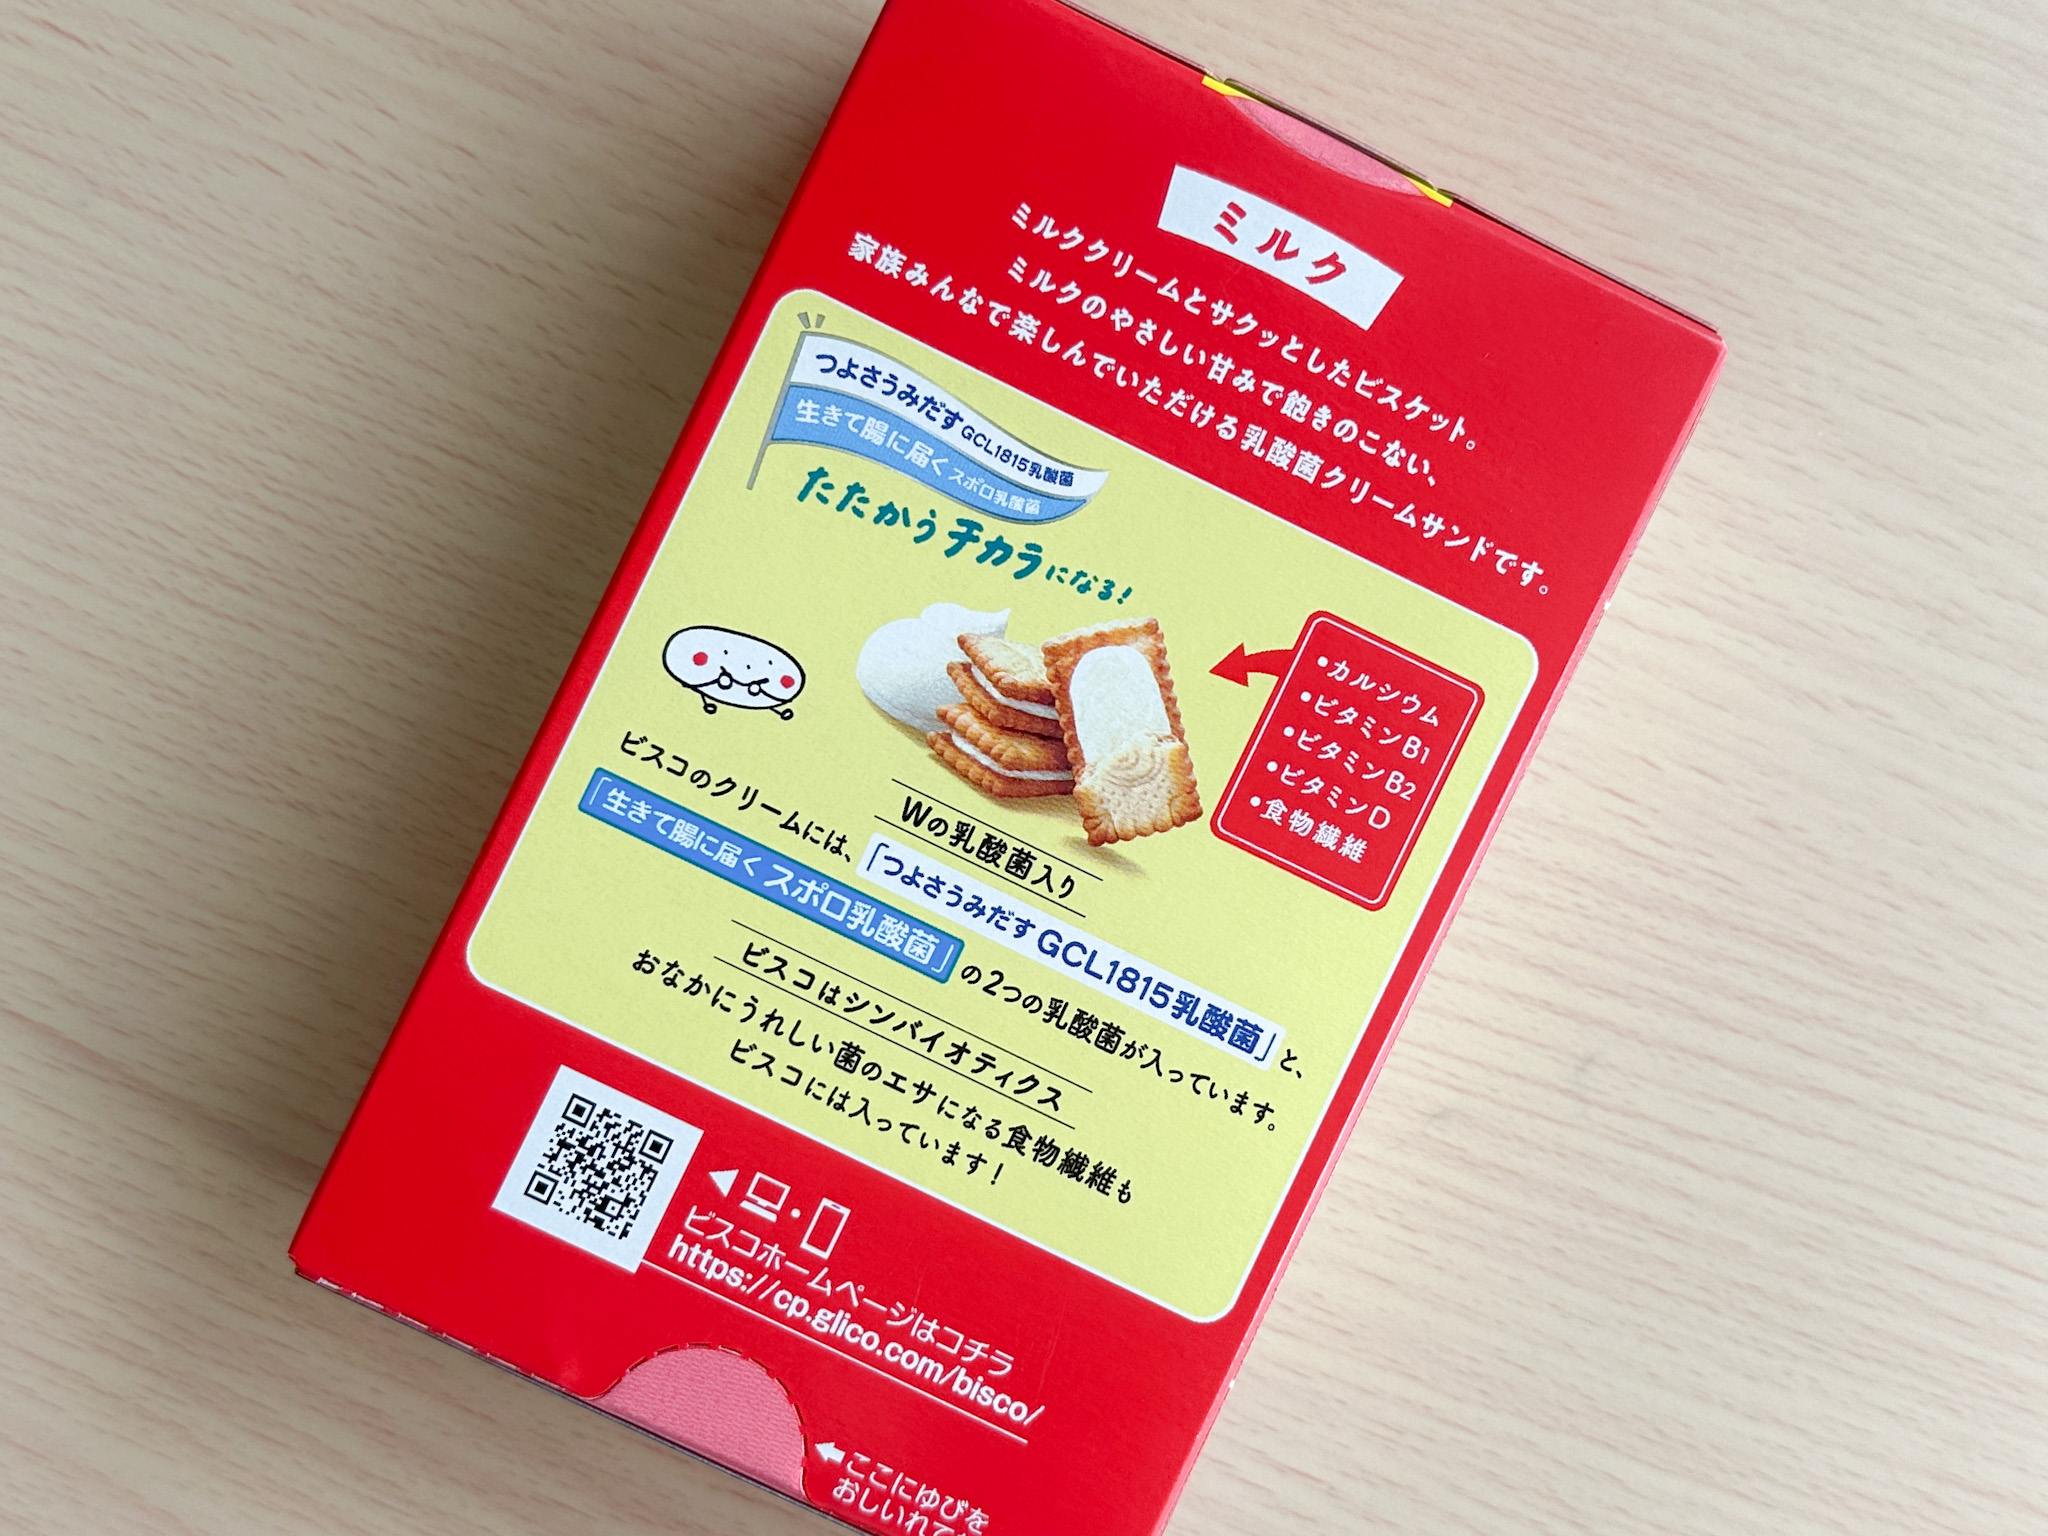 ミルク
ミルククリームとサクッとしたビスケット。
ミルクのやさしい甘みで飽きのこない、
家族みんなで楽しんでいただける乳酸菌クリームサンドです。
つよさうみだす GCL1815乳酸菌
生きて腸に届く スポロ乳酸菌
たたかうチカラになる!
•カルシウム
•ビタミンB1
•ビタミンB2
•ビタミンD
•食物繊維
Wの乳酸菌入り
ビスコのクリームには、「つよさうみだす GCL1815乳酸菌」と、
「生きて腸に届く スポロ乳酸菌」の2つの乳酸菌が入っています。
ビスコはシンバイオティクス
おなかにうれしい菌のエサになる食物繊維も
ビスコには入っています!
ビスコホームページはコチラ
https://cp.glico.com/bisco/
ここにゆびを
おしいれて